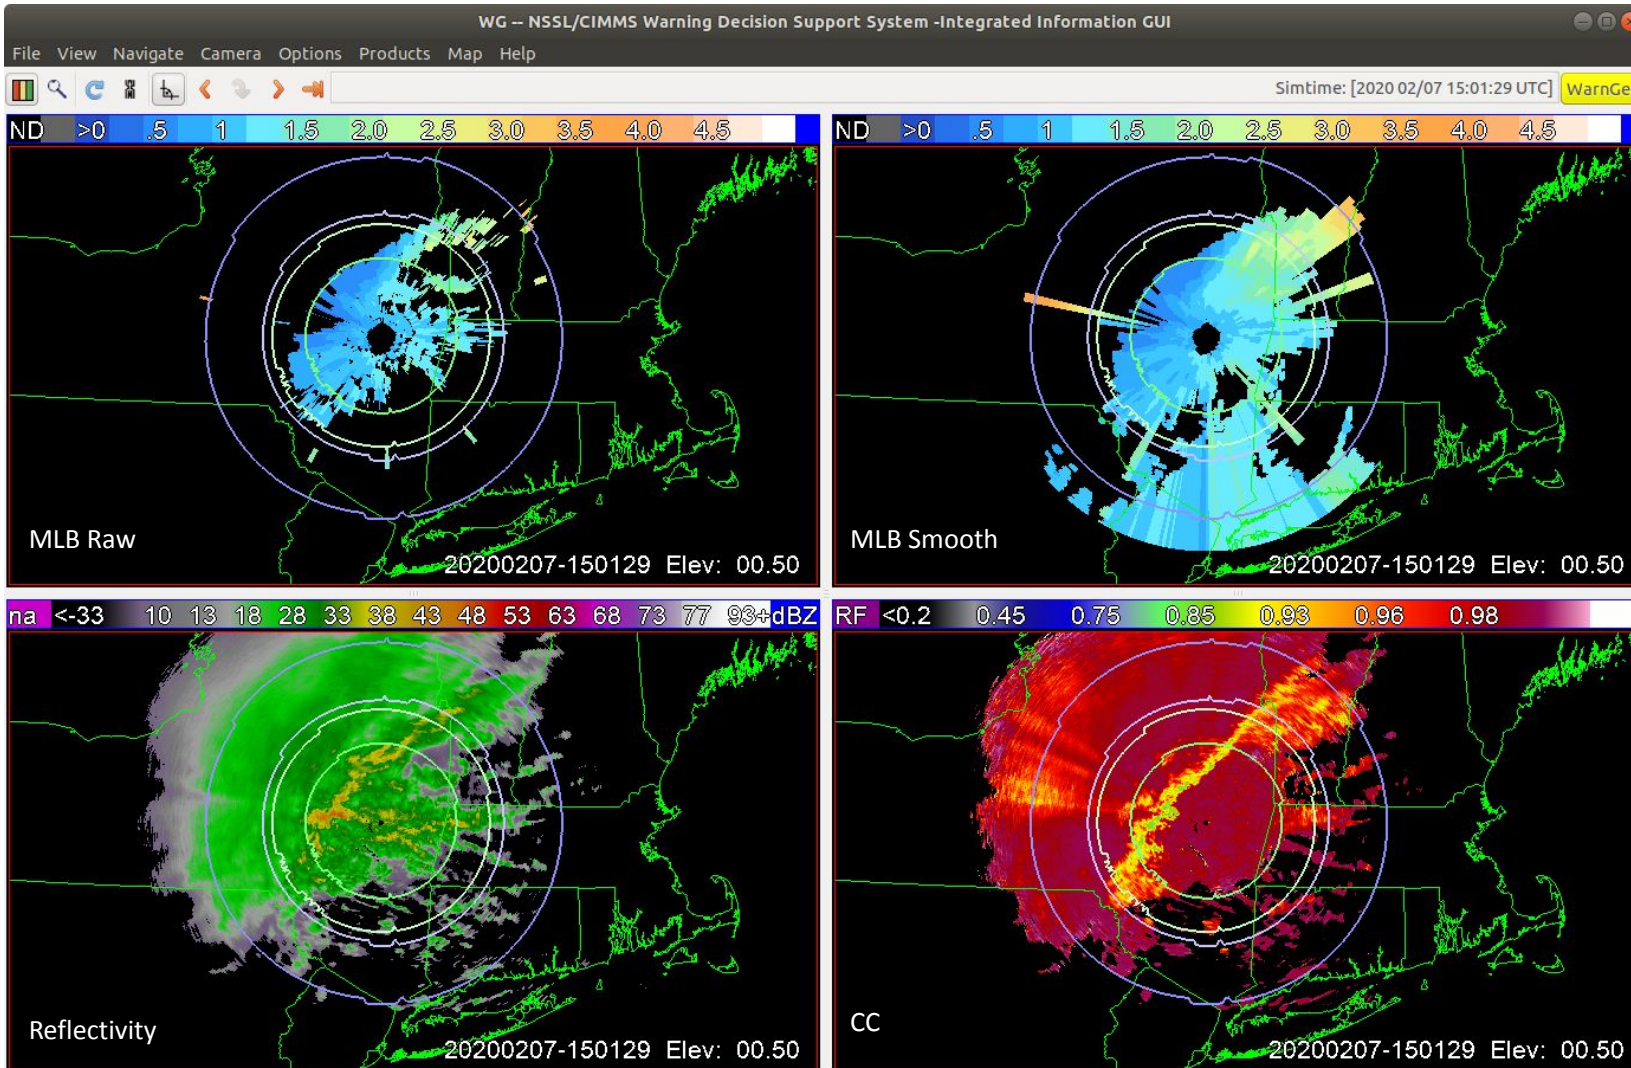 WG -- NSSL/CIMMS Warning Decision Support System -Integrated Information GUI
File View Navigate Camera Options Products Map Help
Simtime: [2020 02/07 15:01:29 UTC] WarnGe
ND >0 .5 1 1.5 2.0 2.5 3.0 3.5 4.0 4.5
ND >0 .5 1 1.5 2.0 2.5 3.0 3.5 4.0 4.5
MLB Raw
20200207-150129 Elev: 00.50
MLB Smooth
20200207-150129 Elev: 00.50
na <-33 10 13 18 28 33 38 43 48 53 63 68 73 77 93+dBZ
RF <0.2 0.45 0.75 0.85 0.93 0.96 0.98
Reflectivity
20200207-150129 Elev: 00.50
CC
20200207-150129 Elev: 00.50